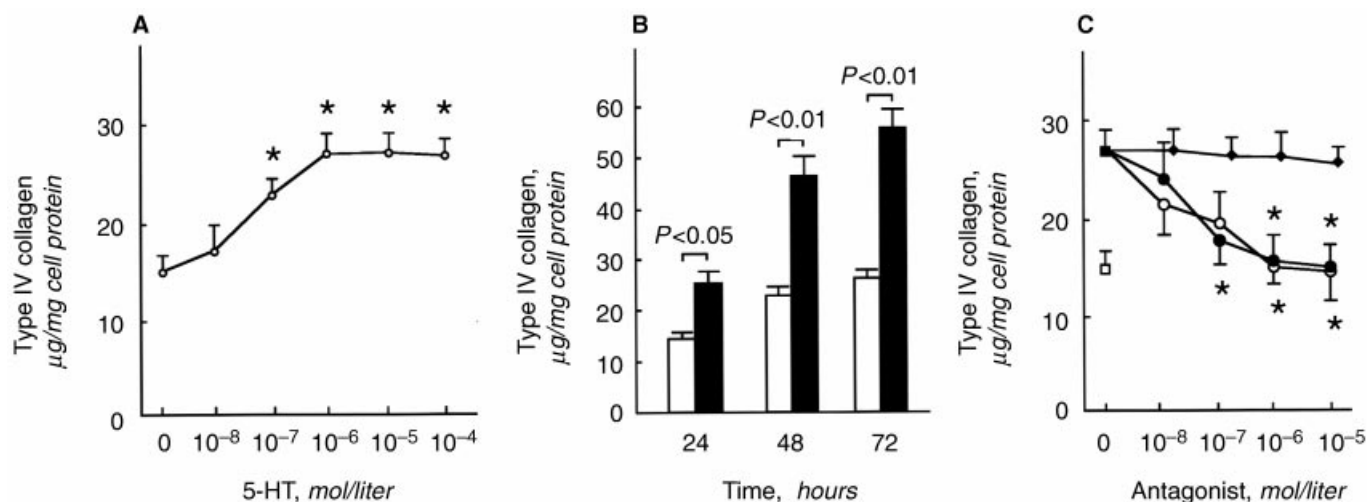 A
Type IV collagen
μg/mg cell protein
30
20
10
0
*
*
*
*
0 10⁻⁸ 10⁻⁷ 10⁻⁶ 10⁻⁵ 10⁻⁴
5-HT, mol/liter
B
Type IV collagen,
μg/mg cell protein
60
50
40
30
20
10
0
P<0.05
P<0.01
P<0.01
24 48 72
Time, hours
C
Type IV collagen,
μg/mg cell protein
30
20
10
0
* *
* * *
0 10⁻⁸ 10⁻⁷ 10⁻⁶ 10⁻⁵
Antagonist, mol/liter